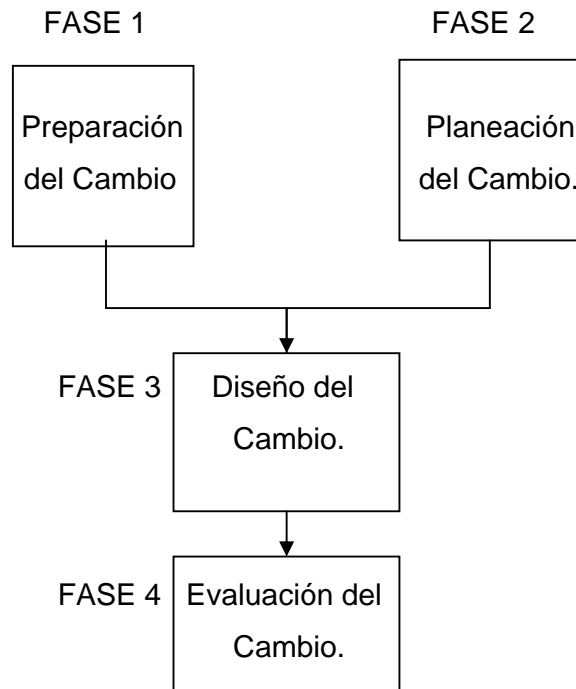 FASE 1
FASE 2
Preparación
del Cambio
Planeación
del Cambio.
FASE 3
Diseño del
Cambio.
FASE 4
Evaluación del
Cambio.